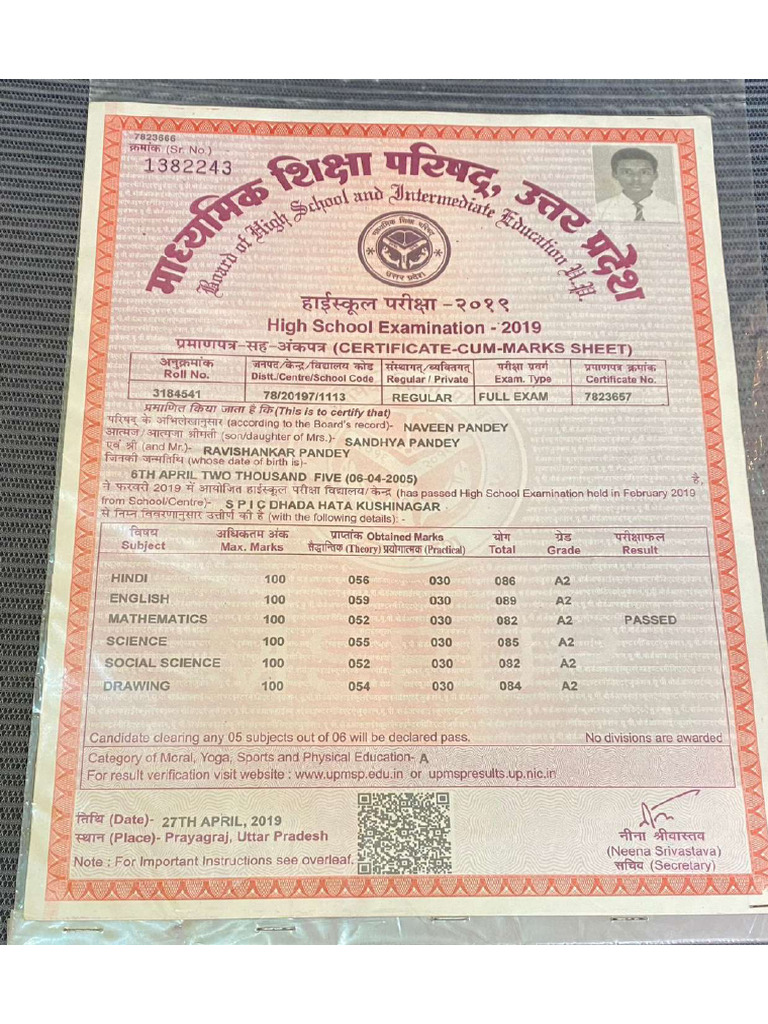 7823666
क्रमांक (Sr. No.) -
1382243
माध्यमिक शिक्षा परिषद्, उत्तर प्रदेश
Board of High School and Intermediate Education U.P.
माध्यमिक शिक्षा परिषद्
उत्तर प्रदेश
हाईस्कूल परीक्षा -२०१९
High School Examination - 2019
प्रमाणपत्र-सह-अंकपत्र (CERTIFICATE-CUM-MARKS SHEET)
अनुक्रमांक जनपद/केन्द्र/विद्यालय कोड संस्थागत/व्यक्तिगत परीक्षा प्रवर्ग प्रपाणपत्र क्रपांक
Roll No. Distt./Centre/School Code Regular / Private Exam. Type Certificate No.
3184541 78/20197/1113 REGULAR FULL EXAM 7823657
प्रमाणित किया जाता है कि (This is to certify that)
परिषद के अभिलेखानुसार (according to the Board's record)- NAVEEN PANDEY
आत्मज/आत्मजा श्रीमती (son/daughter of Mrs.)- SANDHYA PANDEY
एवं श्री (and Mr.)- RAVISHANKAR PANDEY
जिनकी जन्मतिथि (whose date of birth is)-
6TH APRIL TWO THOUSAND FIVE (06-04-2005) है,
ने फरवरी 2019 में आयोजित हाईस्कूल परीक्षा विद्यालय/केन्द्र (has passed High School Examination held in February 2019
from School/Centre)- S P I C DHADA HATA KUSHINAGAR
से निम्न विवरणानुसार उत्तीर्ण की है (with the following details): -
विषय अधिकतम अंक प्राप्तांक Obtained Marks योग ग्रेड परीक्षाफल
Subject Max. Marks सैद्धान्तिक (Theory) प्रयोगात्मक (Practical) Total Grade Result
HINDI 100 056 030 086 A2
ENGLISH 100 059 030 089 A2
MATHEMATICS 100 052 030 082 A2 PASSED
SCIENCE 100 055 030 085 A2
SOCIAL SCIENCE 100 052 030 082 A2
DRAWING 100 054 030 084 A2
Candidate clearing any 05 subjects out of 06 will be declared pass. No divisions are awarded
Category of Moral, Yoga, Sports and Physical Education- A
For result verification visit website : www.upmsp.edu.in or upmspresults.up.nic.in
तिथि (Date)- 27TH APRIL, 2019
स्थान (Place)- Prayagraj, Uttar Pradesh
Note : For Important Instructions see overleaf.
नीना श्रीवास्तव
(Neena Srivastava)
सचिव (Secretary)